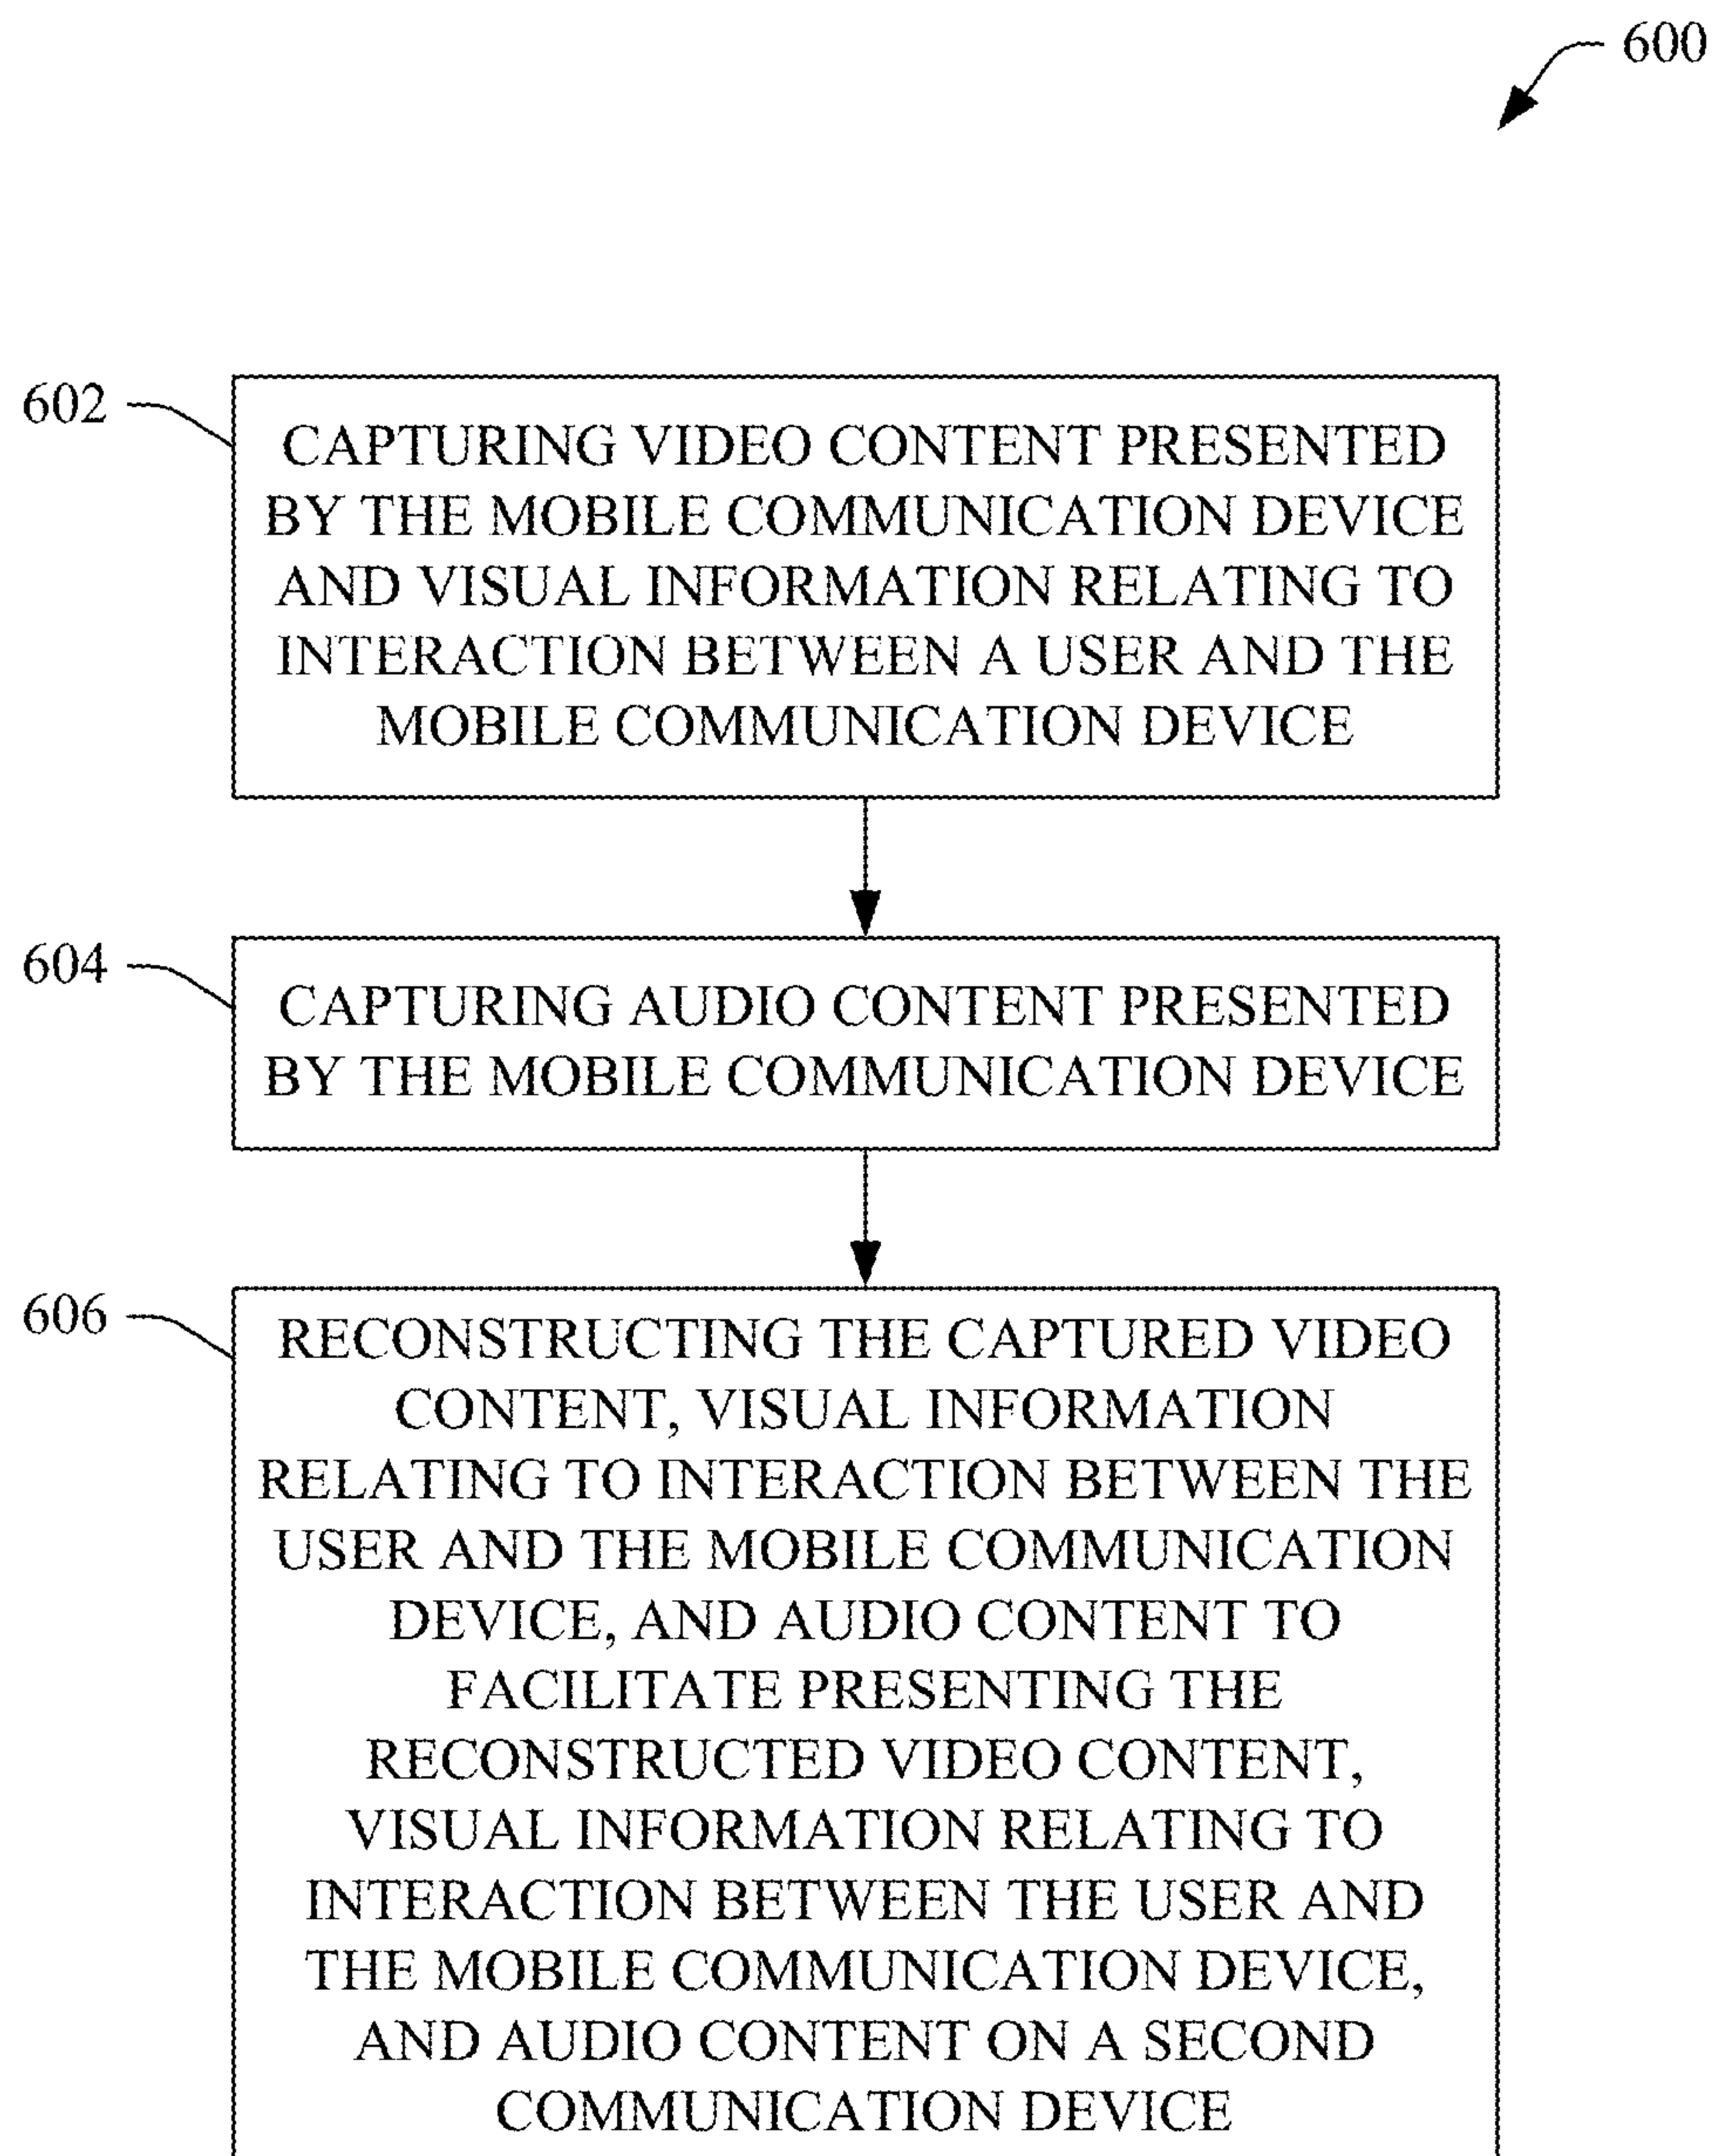 600
602
CAPTURING VIDEO CONTENT PRESENTED
BY THE MOBILE COMMUNICATION DEVICE
AND VISUAL INFORMATION RELATING TO
INTERACTION BETWEEN A USER AND THE
MOBILE COMMUNICATION DEVICE
604
CAPTURING AUDIO CONTENT PRESENTED
BY THE MOBILE COMMUNICATION DEVICE
606
RECONSTRUCTING THE CAPTURED VIDEO
CONTENT, VISUAL INFORMATION
RELATING TO INTERACTION BETWEEN THE
USER AND THE MOBILE COMMUNICATION
DEVICE, AND AUDIO CONTENT TO
FACILITATE PRESENTING THE
RECONSTRUCTED VIDEO CONTENT,
VISUAL INFORMATION RELATING TO
INTERACTION BETWEEN THE USER AND
THE MOBILE COMMUNICATION DEVICE,
AND AUDIO CONTENT ON A SECOND
COMMUNICATION DEVICE